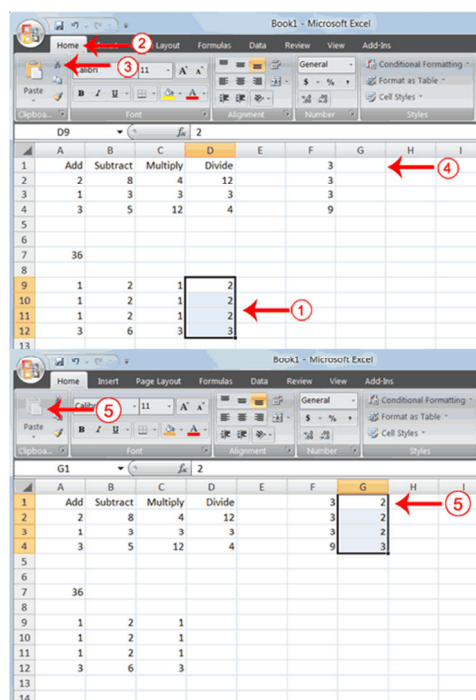 Book1 - Microsoft Excel
Home Layout Formulas Data Review View Add-Ins
2
3
Calibri 11 A A General Conditional Formatting
Paste B I U A $ % , Format as Table
Cell Styles
Clipboa... Font Alignment Number Styles
D9 fx 2
A B C D E F G H I
1 Add Subtract Multiply Divide 3
4
2 2 8 4 12 3
3 1 3 3 3 3
4 3 5 12 4 9
5
6
7 36
8
9 1 2 1 2
10 1 2 1 2
1
11 1 2 1 2
12 3 6 3 3
13
Book1 - Microsoft Excel
Home Insert Page Layout Formulas Data Review View Add-Ins
5
Calibri 11 A A General Conditional Formatting
Paste B I U A $ % , Format as Table
Cell Styles
Clipboa... Font Alignment Number Styles
G1 fx 2
A B C D E F G H I
1 Add Subtract Multiply Divide 3 2
5
2 2 8 4 12 3 2
3 1 3 3 3 3 2
4 3 5 12 4 9 3
5
6
7 36
8
9 1 2 1
10 1 2 1
11 1 2 1
12 3 6 3
13
14